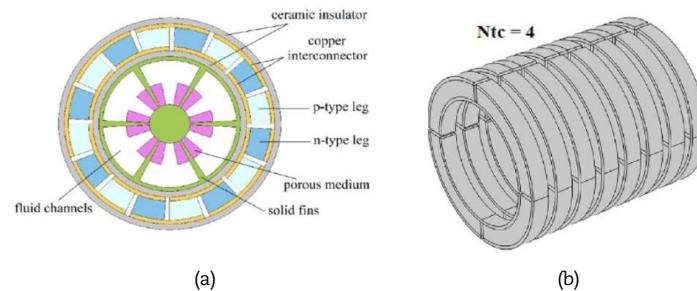 ceramic insulator
copper
interconnector
p-type leg
n-type leg
porous medium
solid fins
fluid channels
(a)
Ntc = 4
(b)